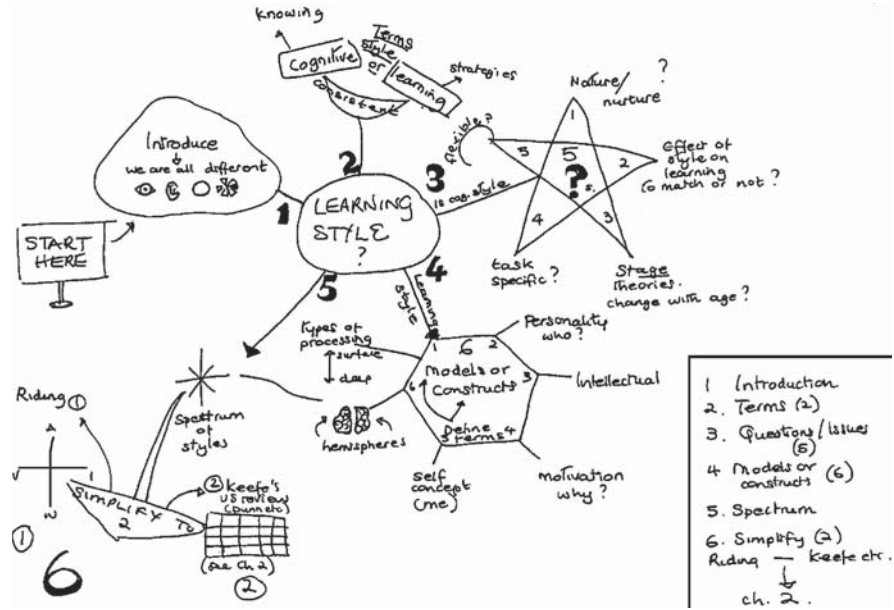 START
HERE
Introduce
we are all different
1
LEARNING
STYLE
?
2
knowing
cognitive
Terms
style
or
learning
strategies
consistent
?
3
is cog. style
flexible?
Nature/
nurture
?
1
Effect of
style on
learning
to match or not?
2
3
4
5
5
?
s.
task
specific?
Stage
theories.
change with age?
4
Learning
style
6
models or
constructs
Define
terms
1
2
3
4
5
6
Personality
who?
Intellectual
motivation
why?
self
concept
(me)
hemispheres
types of
processing
surface
deep
5
Spectrum
of
styles
Riding ①
A
W
1
SIMPLIFY TO
2
② Keefe's
US review
(Dunn etc)
(see Ch 2)
②
①
6
1 Introduction
2. Terms (2)
3. Questions/issues
(5)
4 models or
constructs (6)
5. Spectrum
6. Simplify (2)
Riding — Keefe etc.
ch. 2.